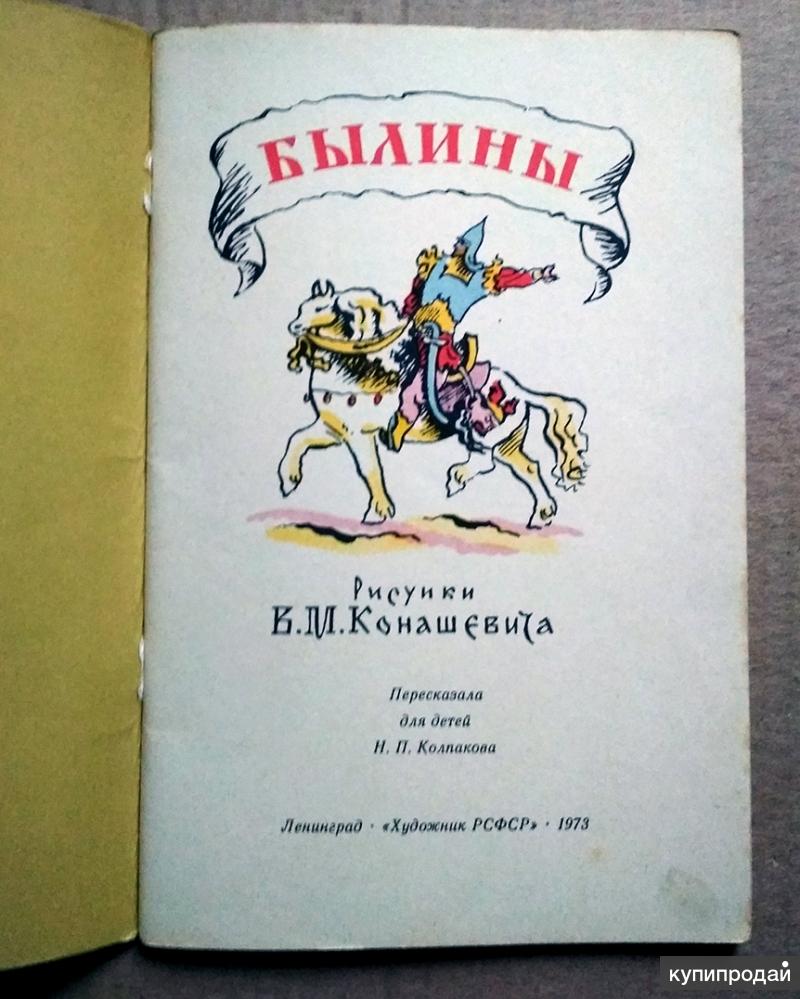 БЫЛИНЫ
Рисунки
В.М.Конашевича
Пересказала
для детей
Н. П. Колпакова
Ленинград · «Художник РСФСР» · 1973
купипродай